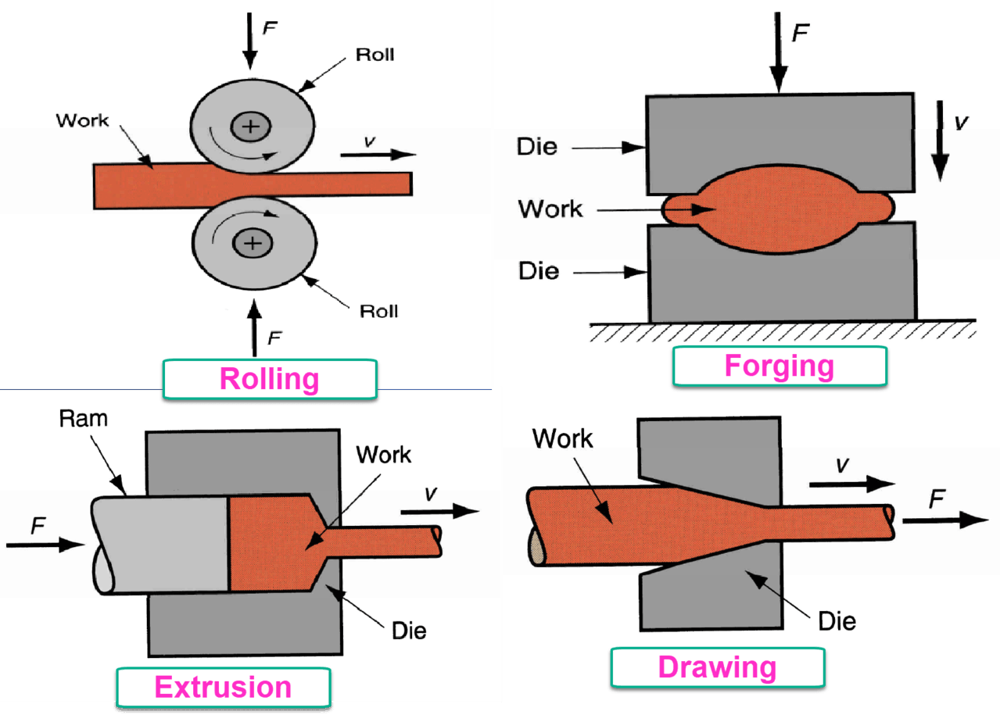 F
Roll
Work
v
Roll
F
Rolling
F
v
Die
Work
Die
Forging
Ram
Work
v
F
Die
Extrusion
Work
v
F
Die
Drawing